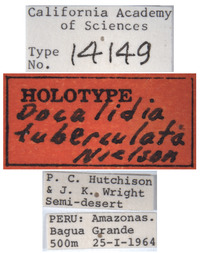 California Academy
of Sciences
Type
No. 14149
HOLOTYPE
Docalidia
tuberculata
Nielson
P. C. Hutchison
& J. K. Wright
Semi-desert
PERU: Amazonas.
Bagua Grande
500m 25-I-1964